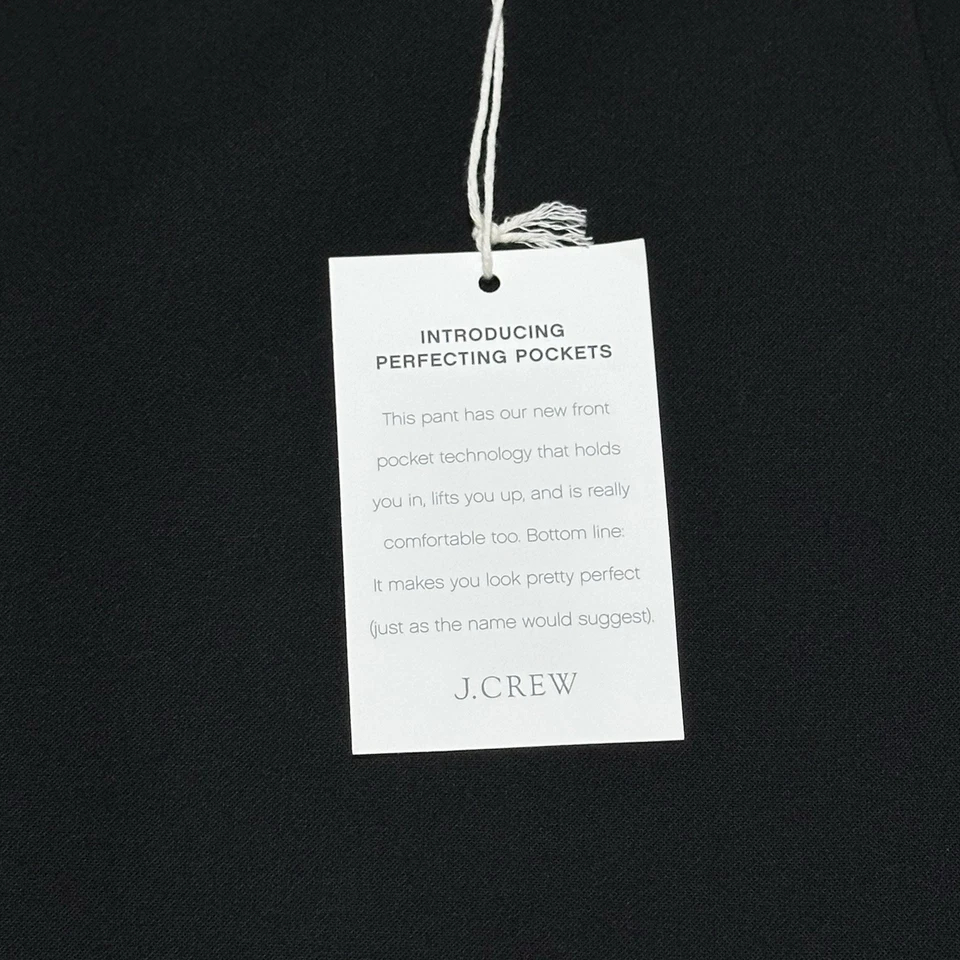 INTRODUCING
PERFECTING POCKETS
This pant has our new front
pocket technology that holds
you in, lifts you up, and is really
comfortable too. Bottom line:
It makes you look pretty perfect
(just as the name would suggest).
J.CREW